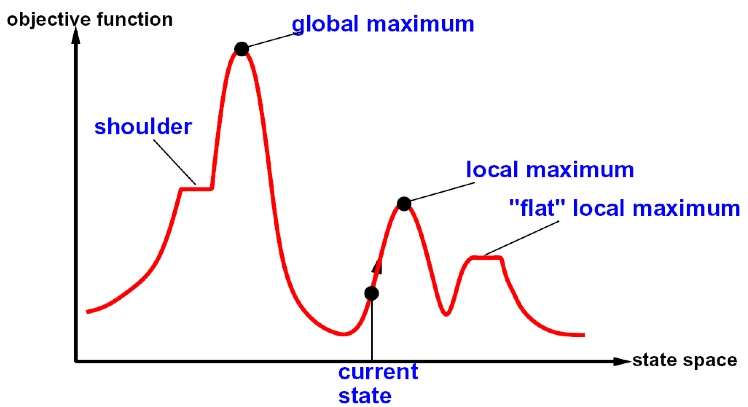 objective function
global maximum
shoulder
local maximum
"flat" local maximum
state space
current
state